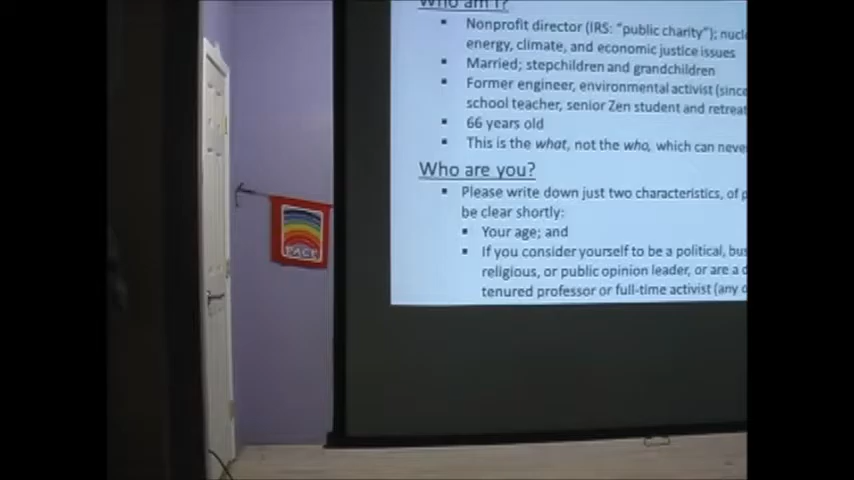 Who am I?
▪ Nonprofit director (IRS: "public charity"); nucl
energy, climate, and economic justice issues
▪ Married; stepchildren and grandchildren
▪ Former engineer, environmental activist (since
school teacher, senior Zen student and retreat
▪ 66 years old
▪ This is the what, not the who, which can neve
Who are you?
▪ Please write down just two characteristics, of p
be clear shortly:
▪ Your age; and
▪ If you consider yourself to be a political, bus
religious, or public opinion leader, or are a d
tenured professor or full-time activist (any o
PACE